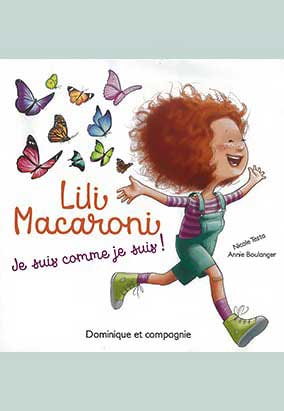 Lili
Macaroni
Je suis comme je suis !
Nicole Testa
Annie Boulanger
Dominique et compagnie